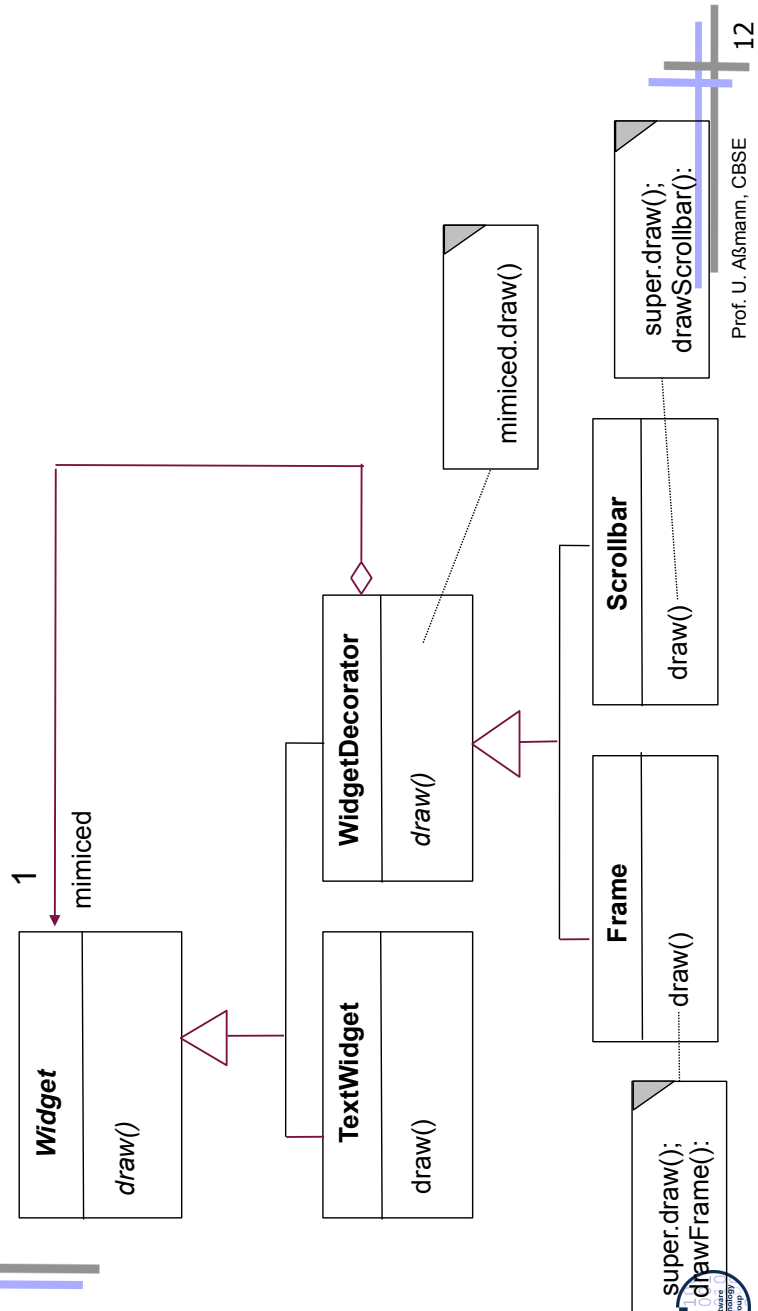 1
mimiced
Widget
draw()
TextWidget
draw()
WidgetDecorator
draw()
mimiced.draw()
Frame
draw()
Scrollbar
draw()
super.draw();
drawFrame():
super.draw();
drawScrollbar():
Prof. U. Aßmann, CBSE
12